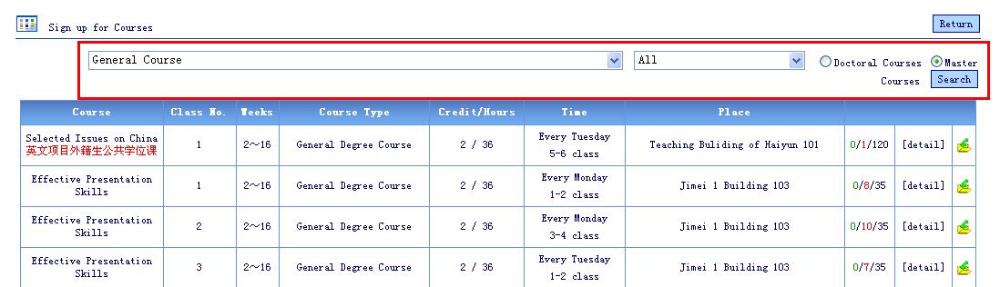 Sign up for Courses
Return
General Course
All
Doctoral Courses
Master
Courses
Search
Course Class No. Weeks Course Type Credit/Hours Time Place
Selected Issues on China
英文项目外籍生公共学位课
1 2～16 General Degree Course 2 / 36
Every Tuesday
5-6 class
Teaching Buliding of Haiyun 101 0/1/120 [detail]
Effective Presentation
Skills
1 2～16 General Degree Course 2 / 36
Every Monday
1-2 class
Jimei 1 Building 103 0/8/35 [detail]
Effective Presentation
Skills
2 2～16 General Degree Course 2 / 36
Every Monday
3-4 class
Jimei 1 Building 103 0/10/35 [detail]
Effective Presentation
Skills
3 2～16 General Degree Course 2 / 36
Every Tuesday
1-2 class
Jimei 1 Building 103 0/7/35 [detail]